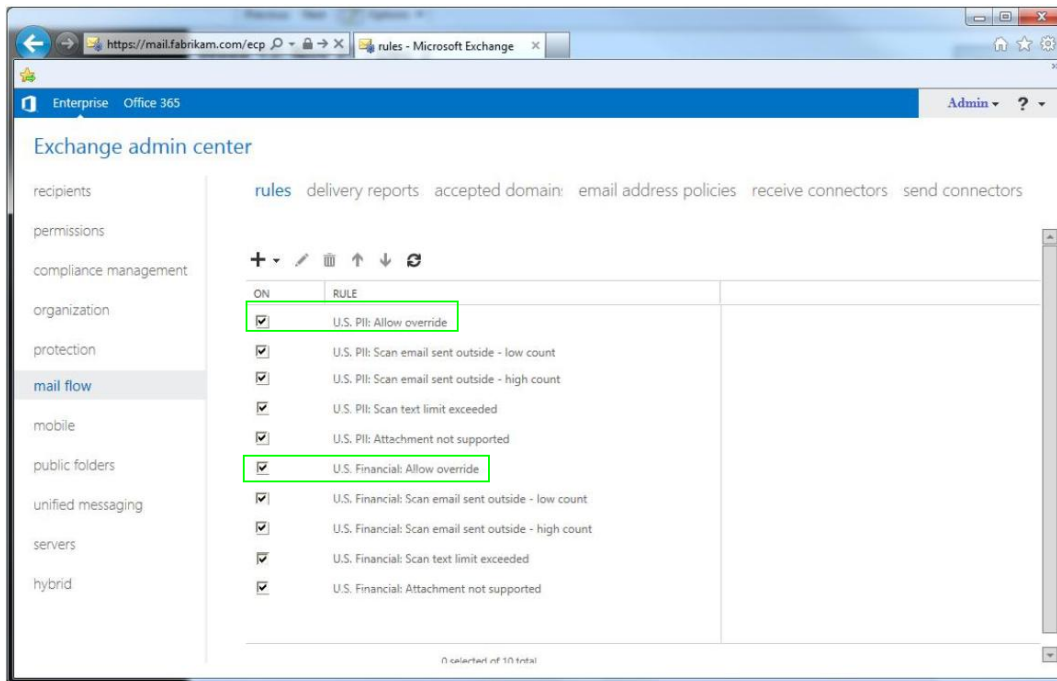 https://mail.fabrikam.com/ecp
rules - Microsoft Exchange
Enterprise Office 365
Admin ?
Exchange admin center
recipients
permissions
compliance management
organization
protection
mail flow
mobile
public folders
unified messaging
servers
hybrid
rules delivery reports accepted domain: email address policies receive connectors send connectors
ON RULE
U.S. PII: Allow override
U.S. PII: Scan email sent outside - low count
U.S. PII: Scan email sent outside - high count
U.S. PII: Scan text limit exceeded
U.S. PII: Attachment not supported
U.S. Financial: Allow override
U.S. Financial: Scan email sent outside - low count
U.S. Financial: Scan email sent outside - high count
U.S. Financial: Scan text limit exceeded
U.S. Financial: Attachment not supported
0 selected of 10 total